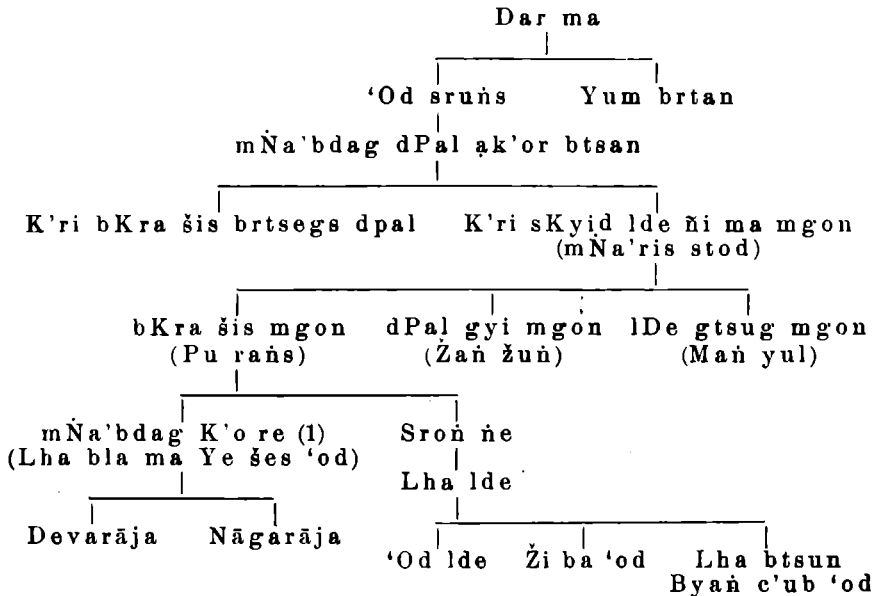 Dar ma
‘Od sruṅs Yum brtan
mṄa’bdag dPal ạk’or btsan
K’ri bKra šis brtsegs dpal K’ri sKyid lde ñi ma mgon
(mṄa’ris stod)
bKra šis mgon dPal gyi mgon lDe gtsug mgon
(Pu raṅs) (Žaṅ žuṅ) (Maṅ yul)
mṄa’bdag K’o re (1) Sroṅ ṅe
(Lha bla ma Ye šes ‘od)
Lha lde
Devarāja Nāgarāja
‘Od lde Ži ba ‘od Lha btsun
Byaṅ c’ub ‘od